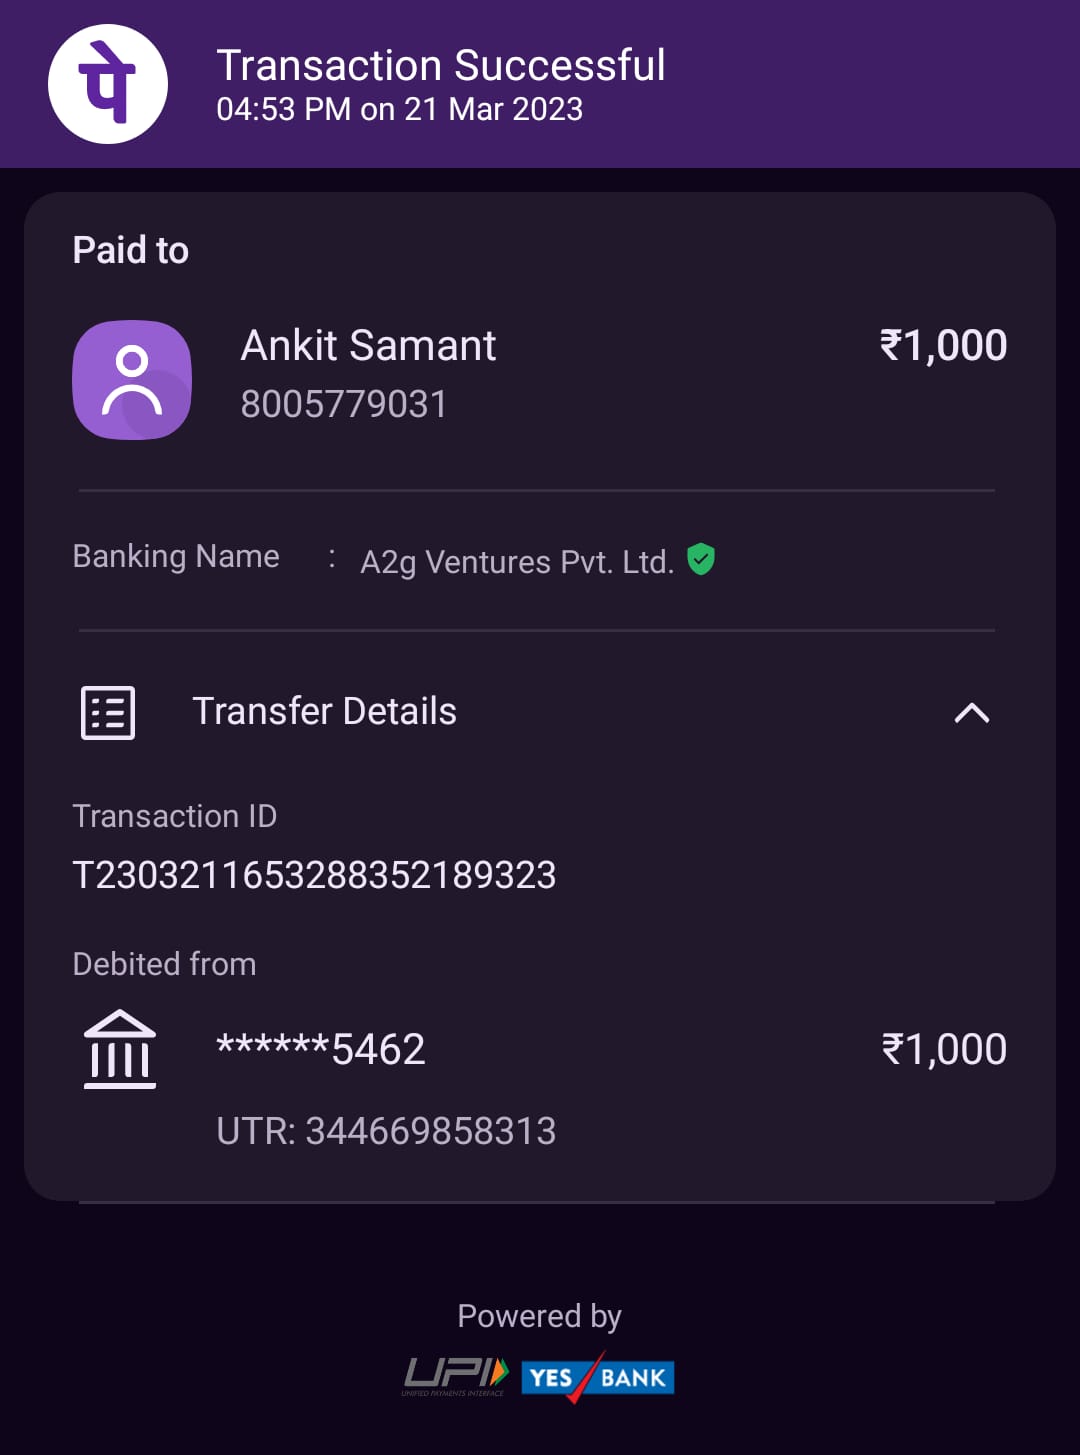 पे
Transaction Successful
04:53 PM on 21 Mar 2023
Paid to
Ankit Samant ₹1,000
8005779031
Banking Name : A2g Ventures Pvt. Ltd.
Transfer Details
Transaction ID
T2303211653288352189323
Debited from
******5462 ₹1,000
UTR: 344669858313
Powered by
UPI YES BANK
UNIFIED PAYMENTS INTERFACE